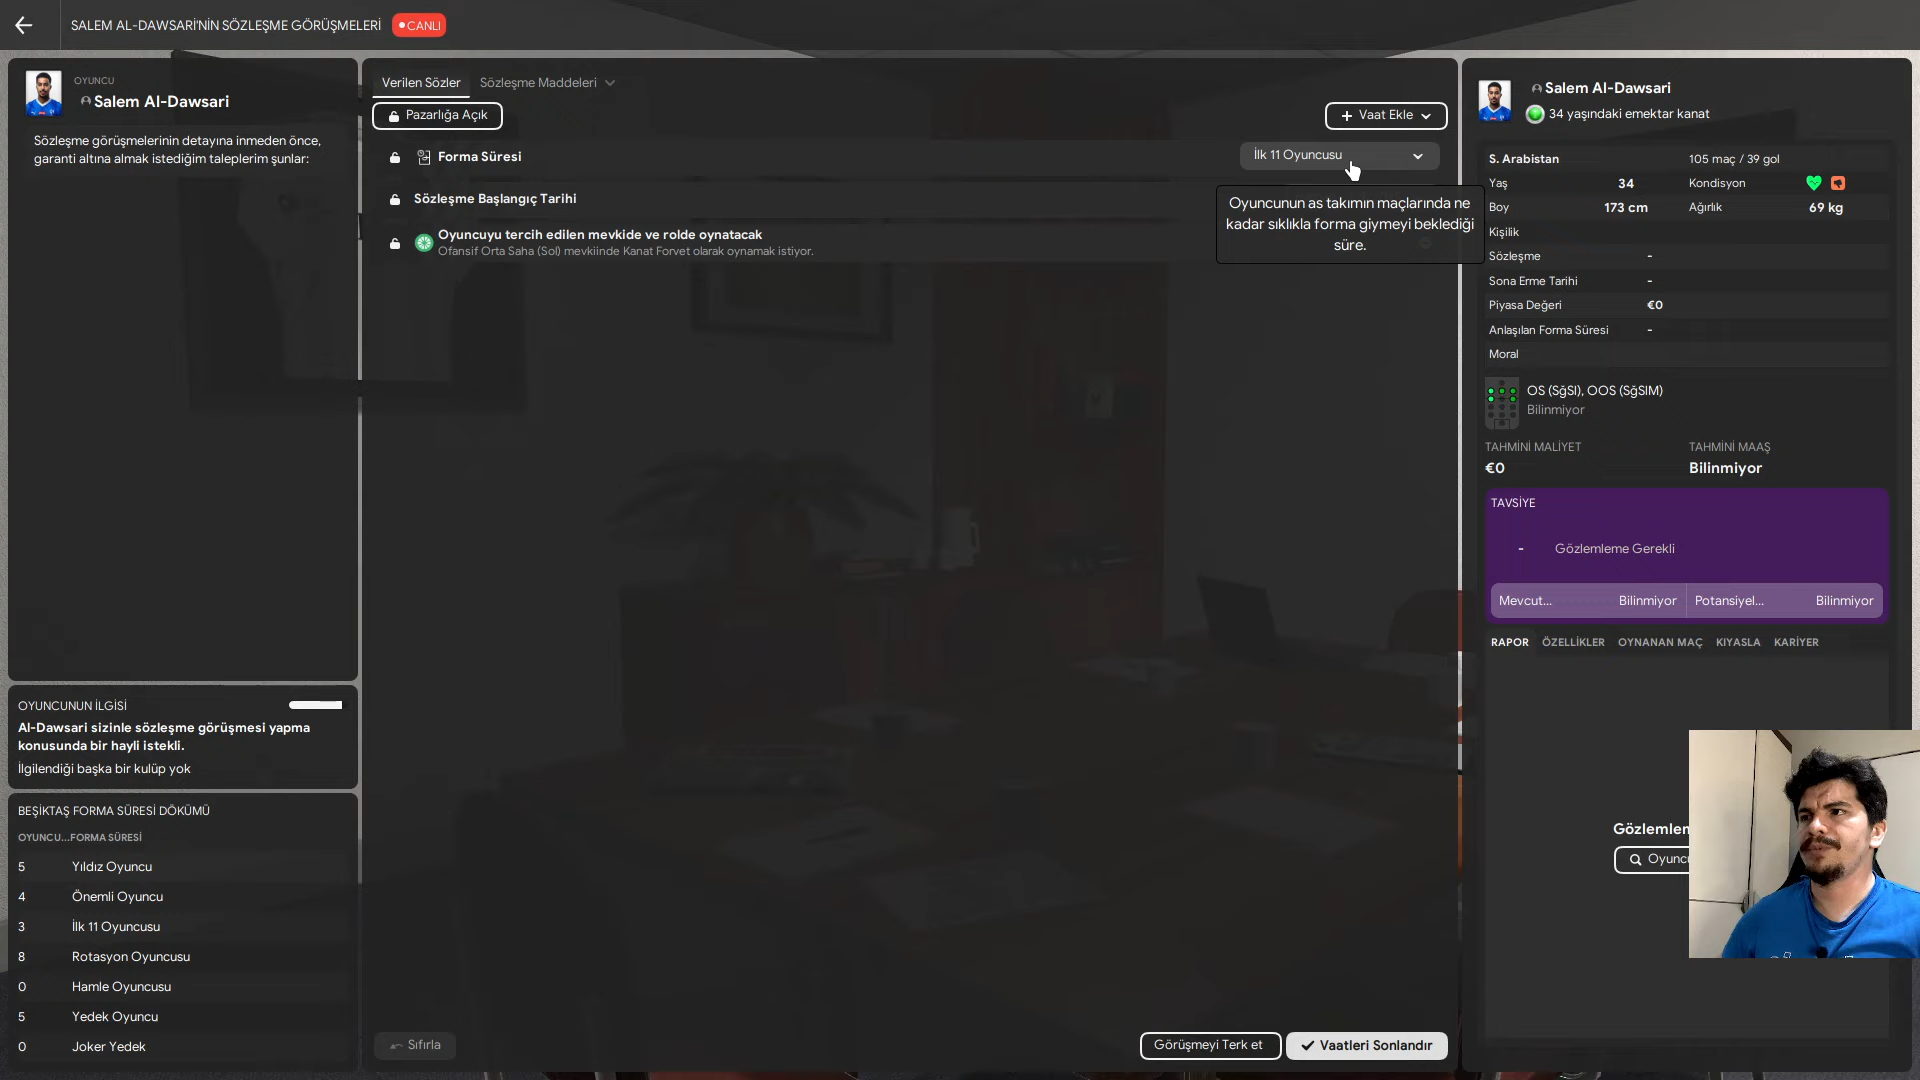 SALEM AL-DAWSARI'NİN SÖZLEŞME GÖRÜŞMELERİ
CANLI
OYUNCU
Salem Al-Dawsari
Sözleşme görüşmelerinin detayına inmeden önce,
garanti altına almak istediğim taleplerim şunlar:
OYUNCUNUN İLGİSİ
Al-Dawsari sizinle sözleşme görüşmesi yapma
konusunda bir hayli istekli.
İlgilendiği başka bir kulüp yok
BEŞİKTAŞ FORMA SÜRESİ DÖKÜMÜ
OYUNCU...FORMA SÜRESİ
5 Yıldız Oyuncu
4 Önemli Oyuncu
3 İlk 11 Oyuncusu
8 Rotasyon Oyuncusu
0 Hamle Oyuncusu
5 Yedek Oyuncu
0 Joker Yedek
Verilen Sözler Sözleşme Maddeleri
Pazarlığa Açık
Vaat Ekle
Forma Süresi
İlk 11 Oyuncusu
Sözleşme Başlangıç Tarihi
Oyuncunun as takımın maçlarında ne
kadar sıklıkla forma giymeyi beklediği
süre.
Oyuncuyu tercih edilen mevkide ve rolde oynatacak
Ofansif Orta Saha (Sol) mevkiinde Kanat Forvet olarak oynamak istiyor.
Sıfırla
Görüşmeyi Terk et
Vaatleri Sonlandır
Salem Al-Dawsari
34 yaşındaki emektar kanat
S. Arabistan 105 maç / 39 gol
Yaş 34 Kondisyon
Boy 173 cm Ağırlık 69 kg
Kişilik
Sözleşme -
Sona Erme Tarihi -
Piyasa Değeri €0
Anlaşılan Forma Süresi -
Moral
OS (SğSl), OOS (SğSlM)
Bilinmiyor
TAHMİNİ MALİYET TAHMİNİ MAAŞ
€0 Bilinmiyor
TAVSİYE
- Gözlemleme Gerekli
Mevcut... Bilinmiyor Potansiyel... Bilinmiyor
RAPOR ÖZELLİKLER OYNANAN MAÇ KIYASLA KARİYER
Gözlemlen
Oyuncu